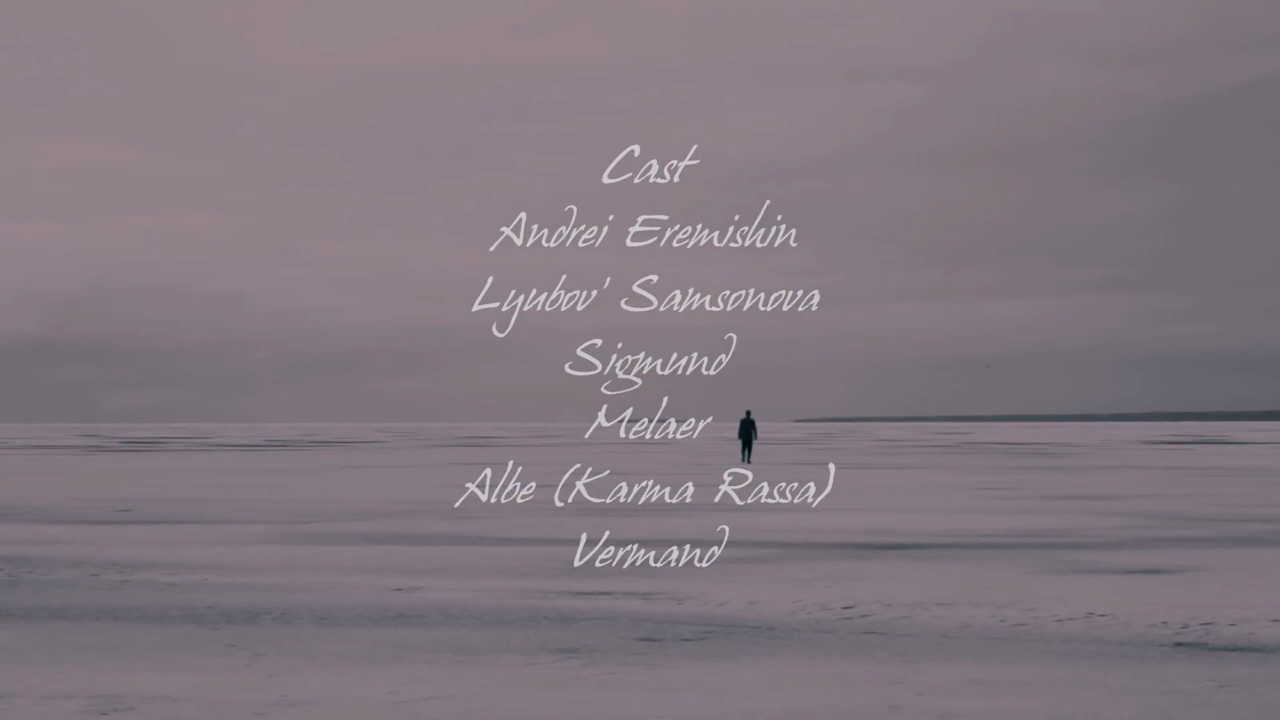 Cast
Andrei Eremishin
Lyubov' Samsonova
Sigmund
Melaer
Albe (Karma Rassa)
Vermand